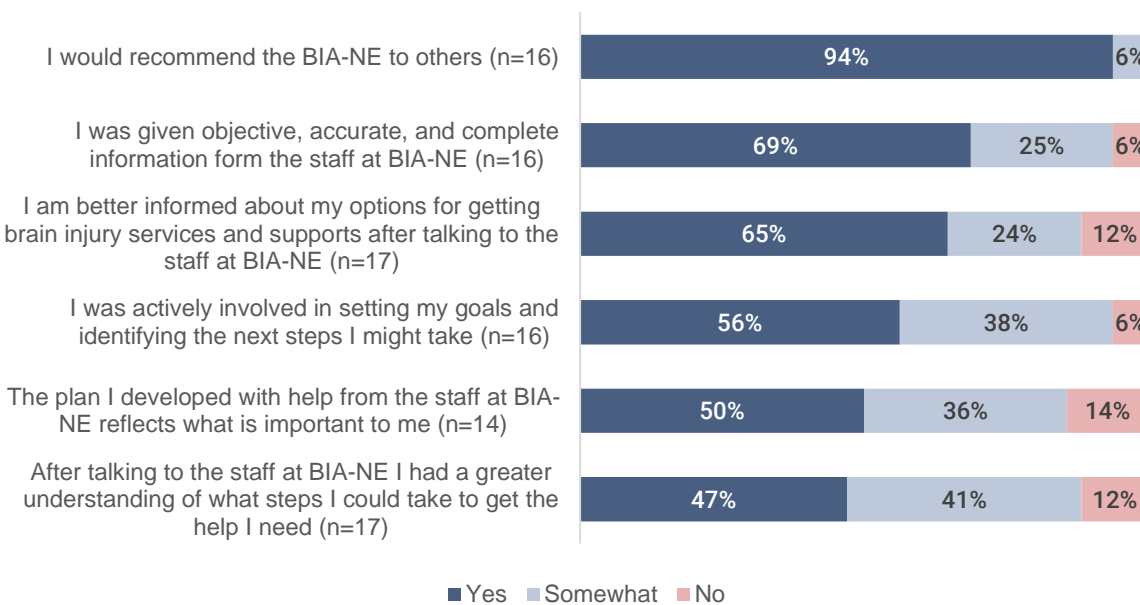 I would recommend the BIA-NE to others (n=16)
94%
6%
I was given objective, accurate, and complete
information form the staff at BIA-NE (n=16)
69%
25%
6%
I am better informed about my options for getting
brain injury services and supports after talking to the
staff at BIA-NE (n=17)
65%
24%
12%
I was actively involved in setting my goals and
identifying the next steps I might take (n=16)
56%
38%
6%
The plan I developed with help from the staff at BIA-
NE reflects what is important to me (n=14)
50%
36%
14%
After talking to the staff at BIA-NE I had a greater
understanding of what steps I could take to get the
help I need (n=17)
47%
41%
12%
Yes Somewhat No